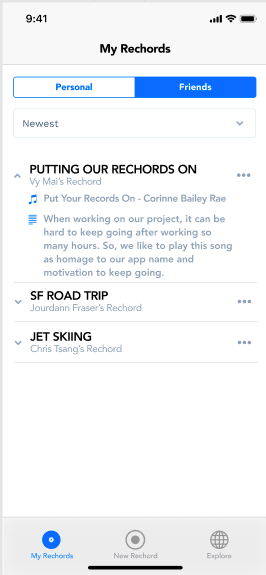 9:41
My Rechords
Personal
Friends
Newest
PUTTING OUR RECHORDS ON
Vy Mai's Rechord
Put Your Records On - Corinne Bailey Rae
When working on our project, it can be
hard to keep going after working so
many hours. So, we like to play this song
as homage to our app name and
motivation to keep going.
SF ROAD TRIP
Jourdann Fraser's Rechord
JET SKIING
Chris Tsang's Rechord
My Rechords
New Rechord
Explore